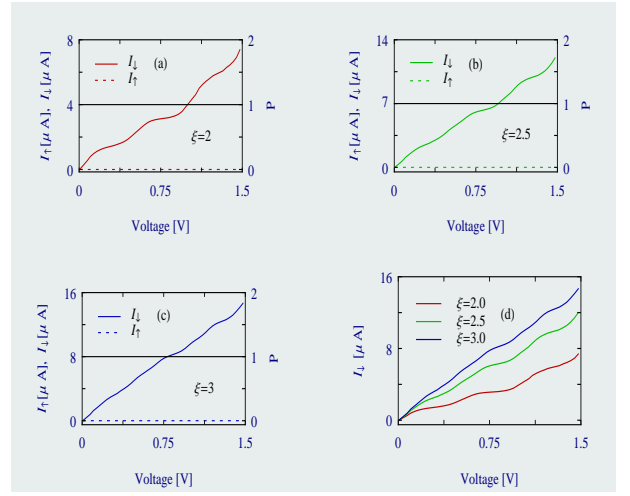 8
4
0
I↑[μ A], I↓[μ A]
I↓ (a)
I↑
ξ=2
2
1
0
P
0 0.75 1.5
Voltage [V]
14
7
0
I↑[μ A], I↓[μ A]
I↓ (b)
I↑
ξ=2.5
2
1
0
P
0 0.75 1.5
Voltage [V]
16
8
0
I↑[μ A], I↓[μ A]
I↓ (c)
I↑
ξ=3
2
1
0
P
0 0.75 1.5
Voltage [V]
16
8
0
I↓ [μ A]
ξ=2.0
ξ=2.5 (d)
ξ=3.0
0 0.75 1.5
Voltage [V]